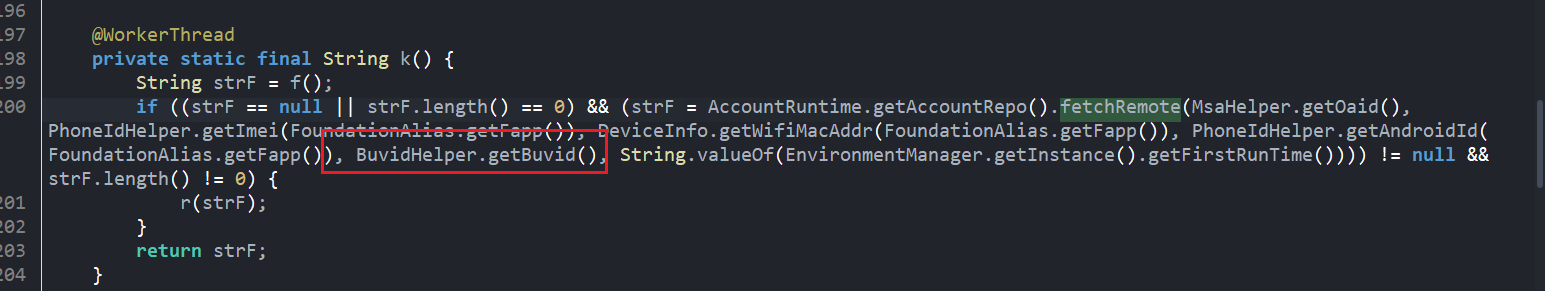 196
197 @WorkerThread
198 private static final String k() {
199 String strF = f();
200 if ((strF == null || strF.length() == 0) && (strF = AccountRuntime.getAccountRepo().fetchRemote(MsaHelper.getOaid(),
PhoneIdHelper.getImei(FoundationAlias.getFapp()), DeviceInfo.getWifiMacAddr(FoundationAlias.getFapp()), PhoneIdHelper.getAndroidId(
FoundationAlias.getFapp()), BuvidHelper.getBuvid(), String.valueOf(EnvironmentManager.getInstance().getFirstRunTime()))) != null &&
strF.length() != 0) {
201 r(strF);
202 }
203 return strF;
204 }